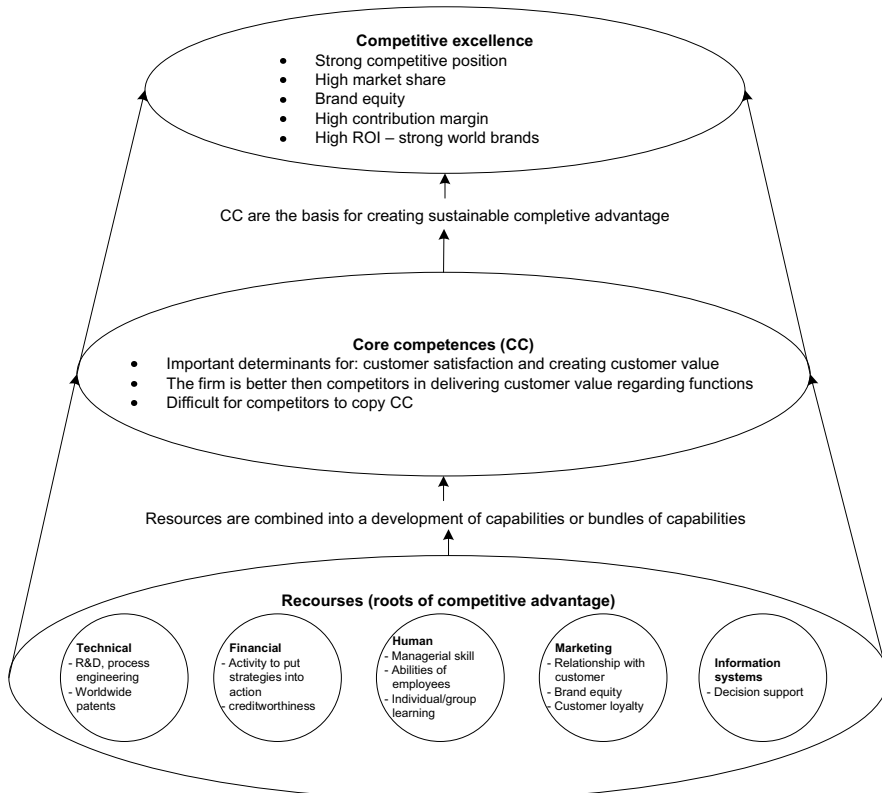 Competitive excellence
• Strong competitive position
• High market share
• Brand equity
• High contribution margin
• High ROI – strong world brands
CC are the basis for creating sustainable completive advantage
Core competences (CC)
• Important determinants for: customer satisfaction and creating customer value
• The firm is better then competitors in delivering customer value regarding functions
• Difficult for competitors to copy CC
Resources are combined into a development of capabilities or bundles of capabilities
Recourses (roots of competitive advantage)
Technical
- R&D, process
engineering
- Worldwide
patents
Financial
- Activity to put
strategies into
action
- creditworthiness
Human
- Managerial skill
- Abilities of
employees
- Individual/group
learning
Marketing
- Relationship with
customer
- Brand equity
- Customer loyalty
Information
systems
- Decision support